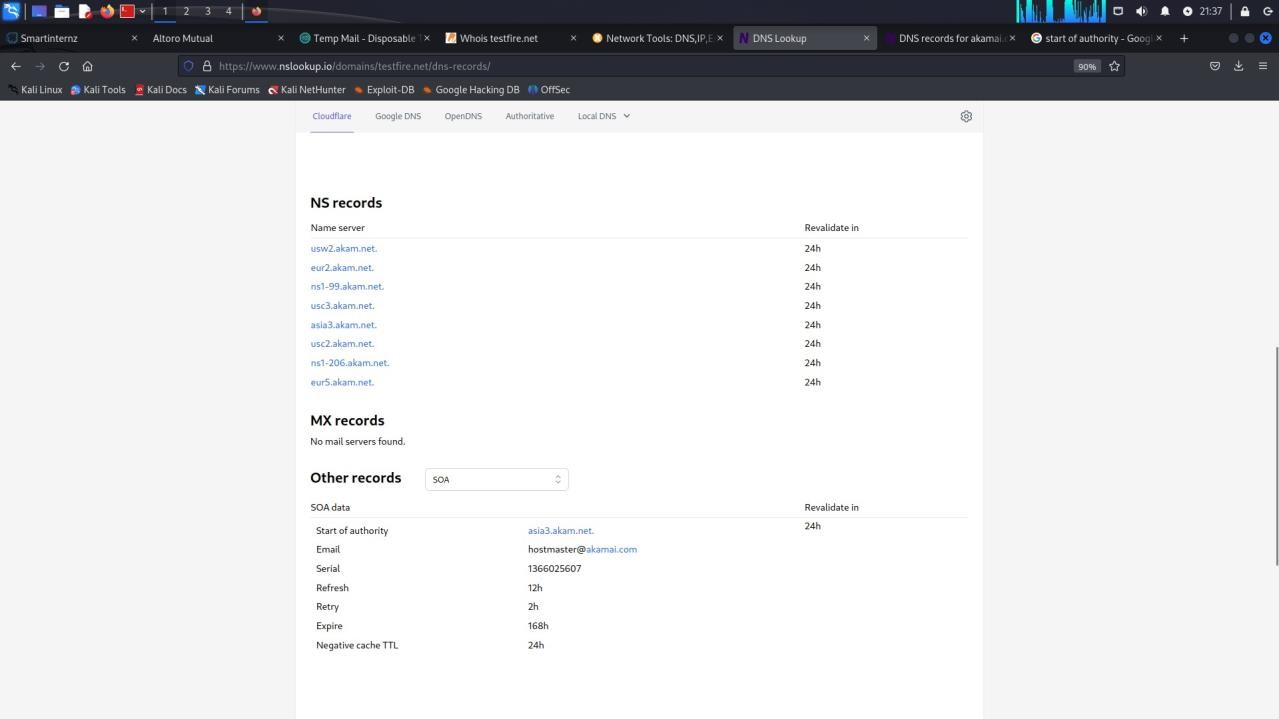 1 2 3 4
21:37
Smartinternz
Altoro Mutual
Temp Mail - Disposable T
Whois testfire.net
Network Tools: DNS,IP,E
DNS Lookup
DNS records for akamai.c
start of authority - Googl
https://www.nslookup.io/domains/testfire.net/dns-records/
90%
Kali Linux
Kali Tools
Kali Docs
Kali Forums
Kali NetHunter
Exploit-DB
Google Hacking DB
OffSec
Cloudflare
Google DNS
OpenDNS
Authoritative
Local DNS
NS records
Name server Revalidate in
usw2.akam.net. 24h
eur2.akam.net. 24h
ns1-99.akam.net. 24h
usc3.akam.net. 24h
asia3.akam.net. 24h
usc2.akam.net. 24h
ns1-206.akam.net. 24h
eur5.akam.net. 24h
MX records
No mail servers found.
Other records SOA
SOA data Revalidate in
24h
Start of authority asia3.akam.net.
Email hostmaster@akamai.com
Serial 1366025607
Refresh 12h
Retry 2h
Expire 168h
Negative cache TTL 24h